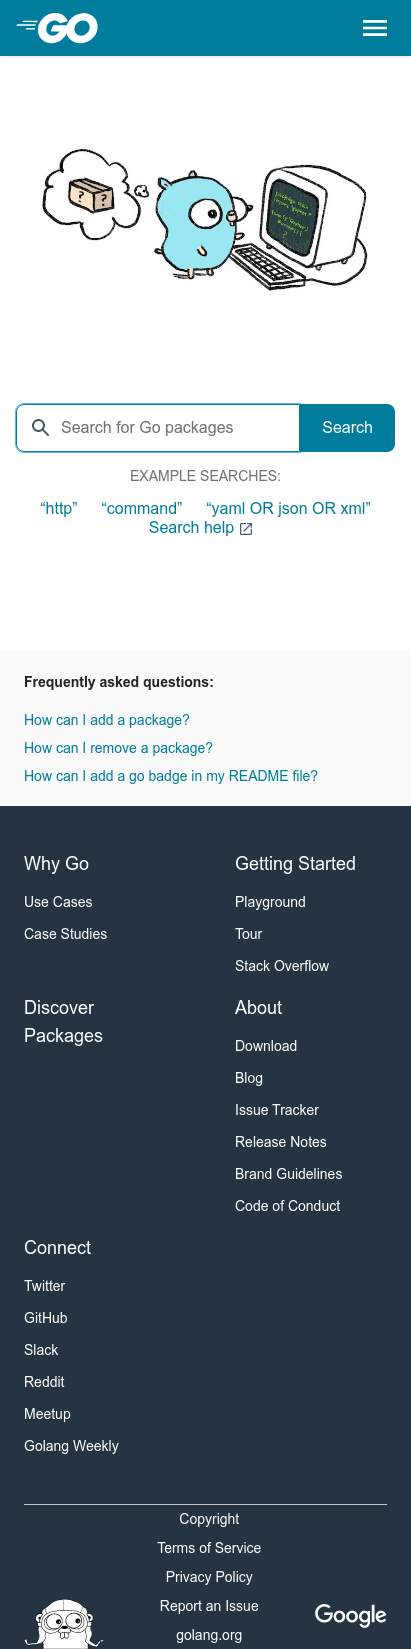 GO
? ?
Search for Go packages
Search
EXAMPLE SEARCHES:
“http” “command” “yaml OR json OR xml”
Search help
Frequently asked questions:
How can I add a package?
How can I remove a package?
How can I add a go badge in my README file?
Why Go
Use Cases
Case Studies
Getting Started
Playground
Tour
Stack Overflow
Discover
Packages
About
Download
Blog
Issue Tracker
Release Notes
Brand Guidelines
Code of Conduct
Connect
Twitter
GitHub
Slack
Reddit
Meetup
Golang Weekly
Copyright
Terms of Service
Privacy Policy
Report an Issue
golang.org
Google